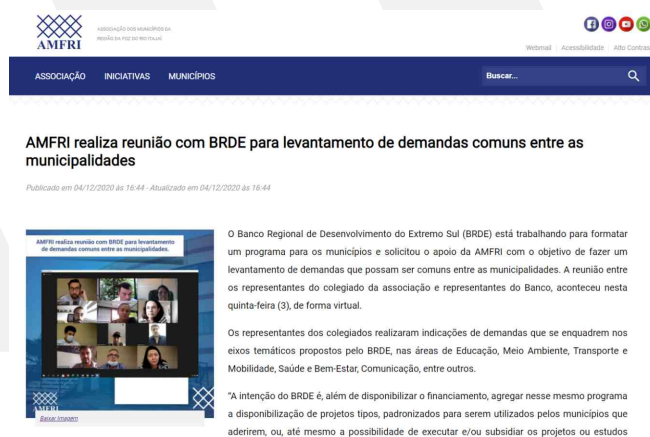 AMFRI
ASSOCIAÇÃO DOS MUNICÍPIOS DA
REGIÃO DA FOZ DO RIO ITAJAÍ
Webmail | Acessibilidade | Alto Contras
ASSOCIAÇÃO INICIATIVAS MUNICÍPIOS
Buscar...
AMFRI realiza reunião com BRDE para levantamento de demandas comuns entre as
municipalidades
Publicado em 04/12/2020 às 16:44 - Atualizado em 04/12/2020 às 16:44
AMFRI realiza reunião com BRDE para levantamento
de demandas comuns entre as municipalidades.
AMFRI
Baixar Imagem
O Banco Regional de Desenvolvimento do Extremo Sul (BRDE) está trabalhando para formatar
um programa para os municípios e solicitou o apoio da AMFRI com o objetivo de fazer um
levantamento de demandas que possam ser comuns entre as municipalidades. A reunião entre
os representantes do colegiado da associação e representantes do Banco, aconteceu nesta
quinta-feira (3), de forma virtual.
Os representantes dos colegiados realizaram indicações de demandas que se enquadrem nos
eixos temáticos propostos pelo BRDE, nas áreas de Educação, Meio Ambiente, Transporte e
Mobilidade, Saúde e Bem-Estar, Comunicação, entre outros.
"A intenção do BRDE é, além de disponibilizar o financiamento, agregar nesse mesmo programa
a disponibilização de projetos tipos, padronizados para serem utilizados pelos municípios que
aderirem, ou, até mesmo a possibilidade de executar e/ou subsidiar os projetos ou estudos